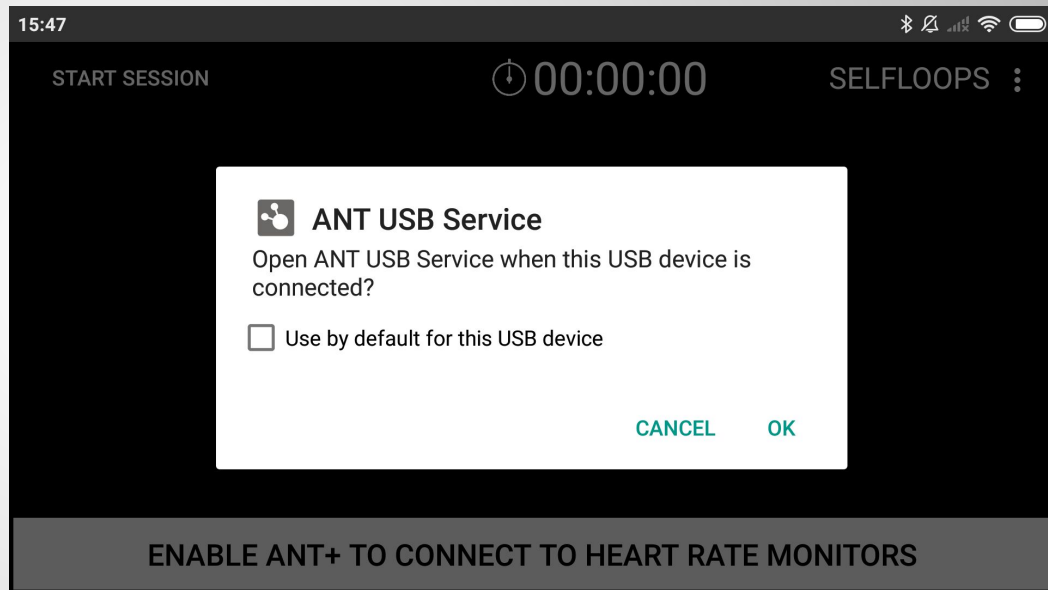 15:47
START SESSION
00:00:00
SELFLOOPS
ANT USB Service
Open ANT USB Service when this USB device is
connected?
Use by default for this USB device
CANCEL
OK
ENABLE ANT+ TO CONNECT TO HEART RATE MONITORS